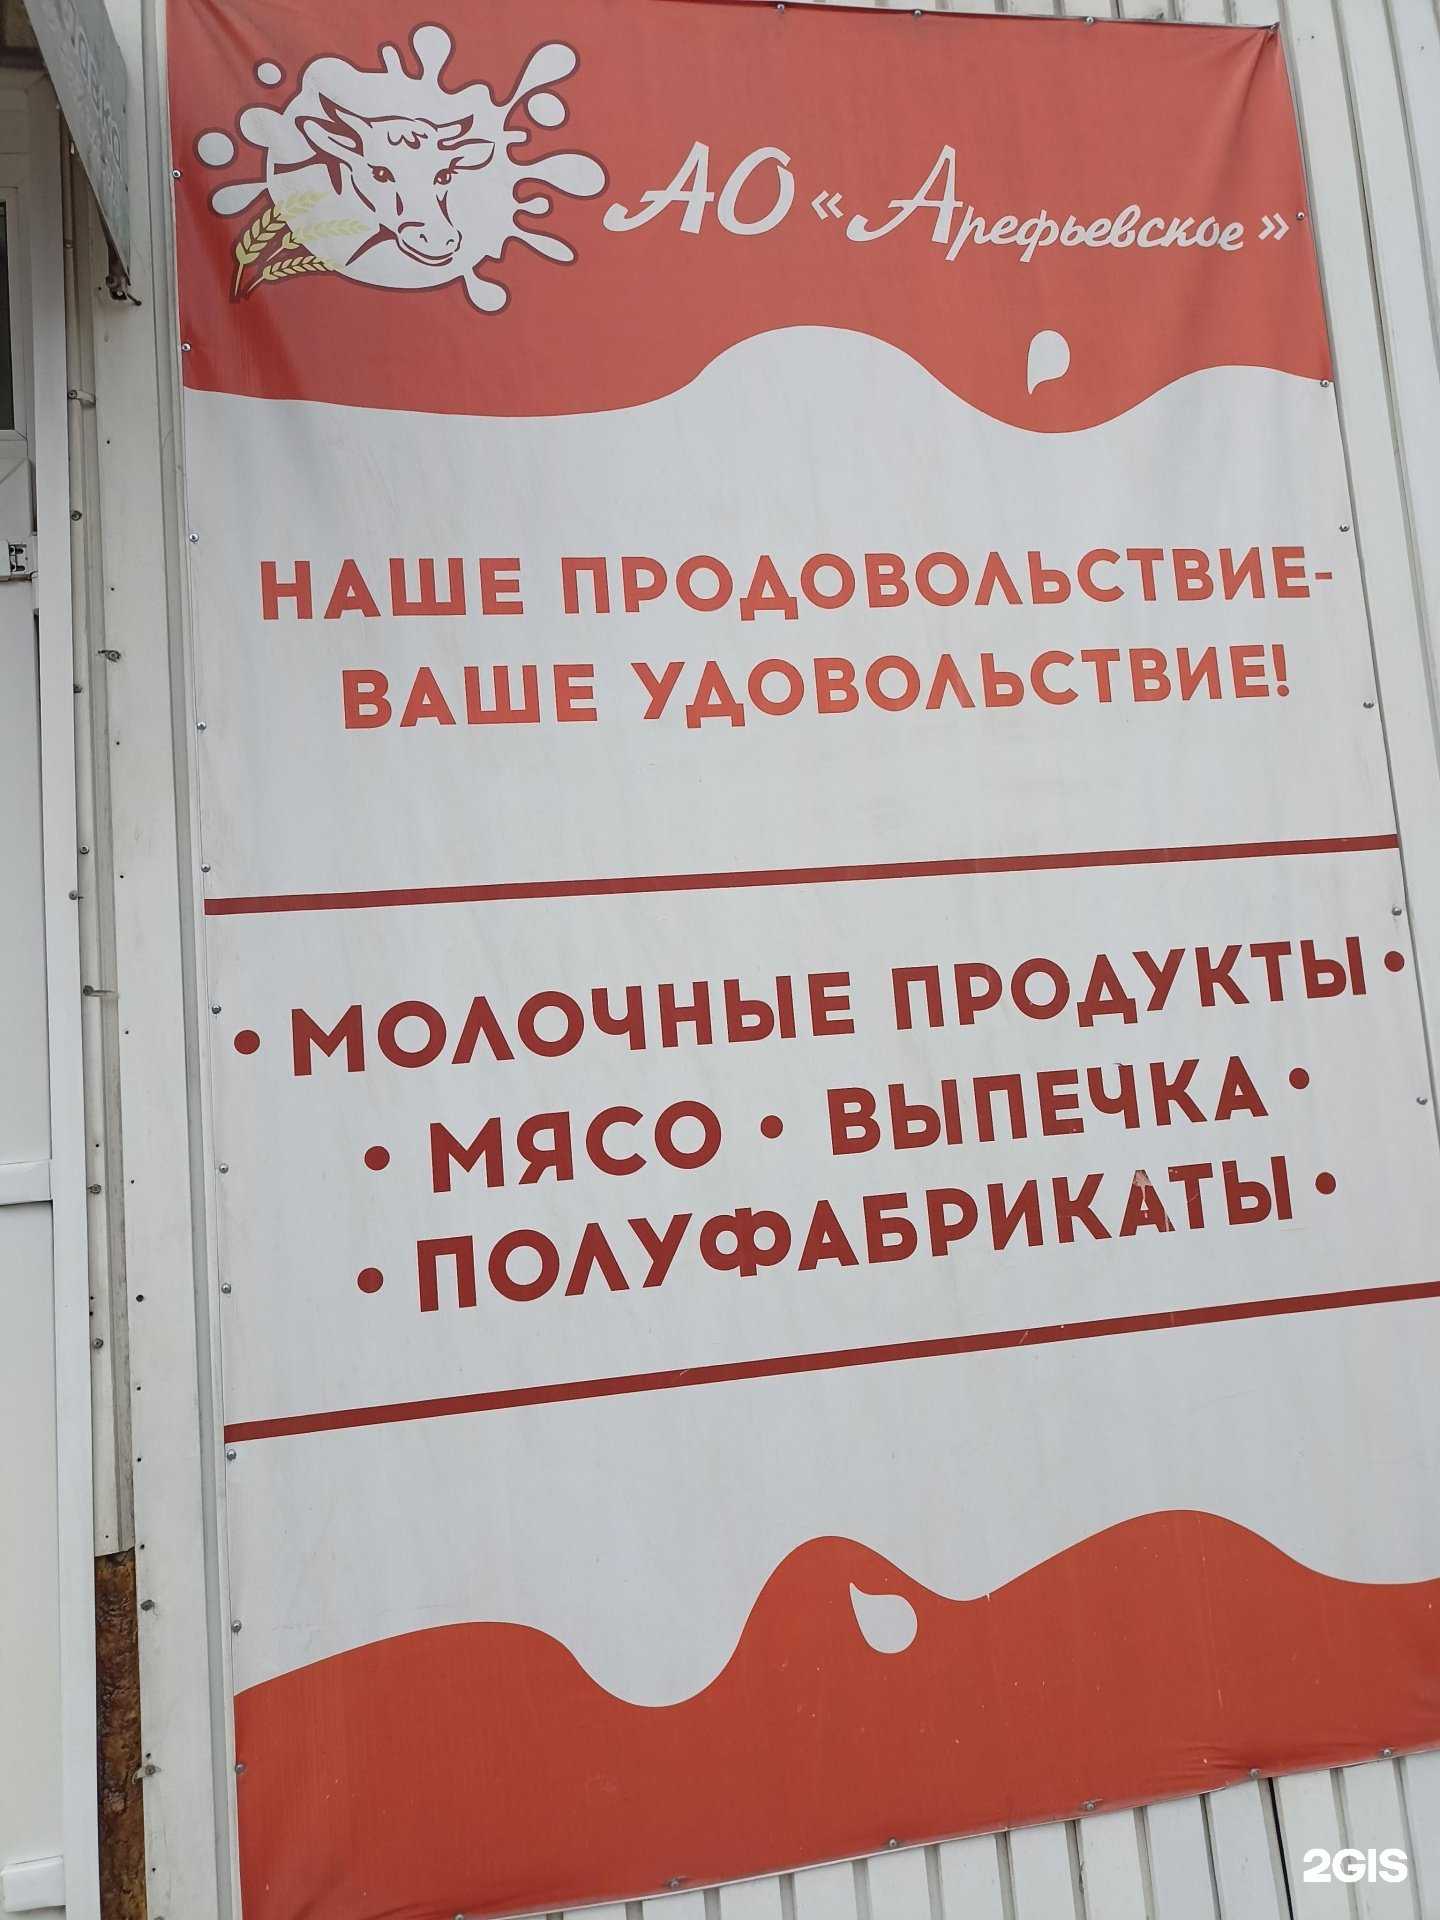 АО «Арефьевское»
НАШЕ ПРОДОВОЛЬСТВИЕ-
ВАШЕ УДОВОЛЬСТВИЕ!
• МОЛОЧНЫЕ ПРОДУКТЫ •
• МЯСО • ВЫПЕЧКА •
• ПОЛУФАБРИКАТЫ •
2GIS